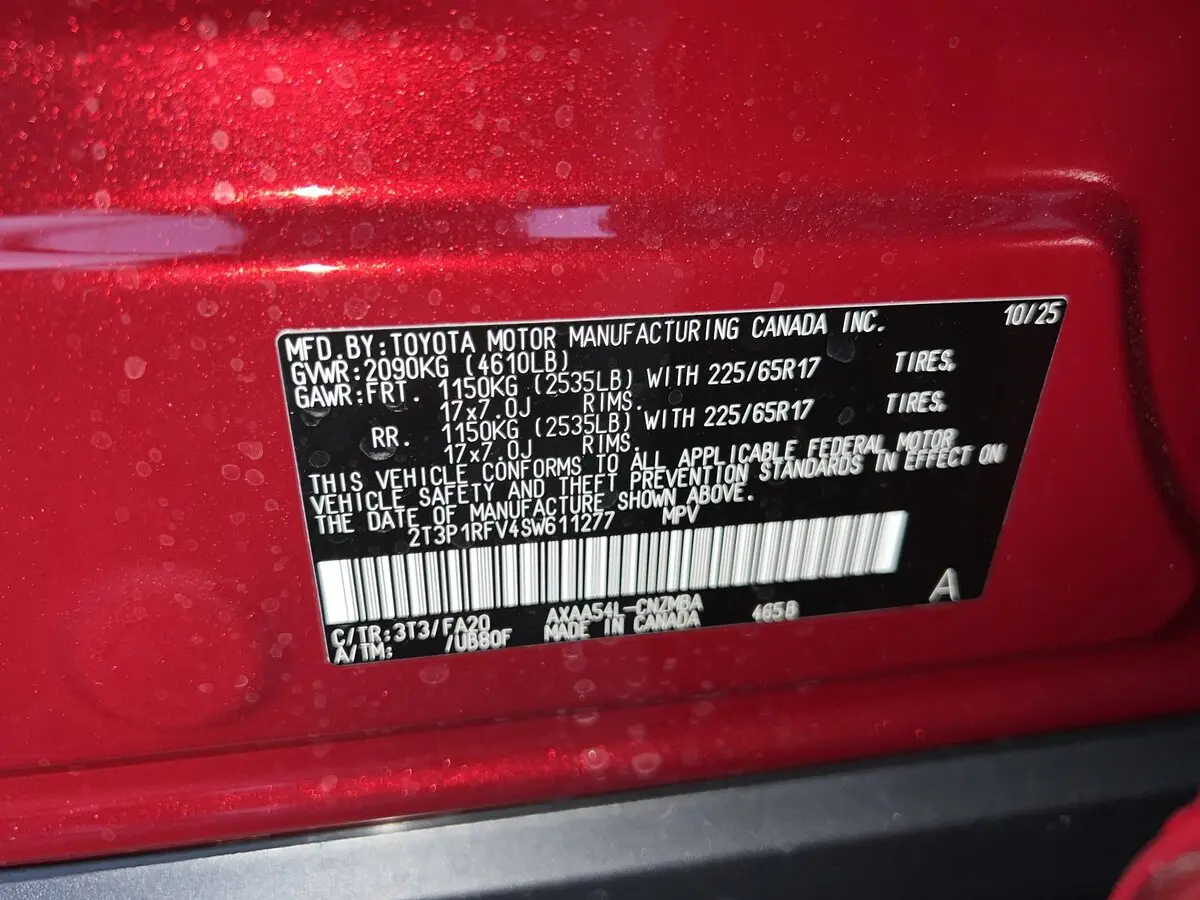 MFD.BY:TOYOTA MOTOR MANUFACTURING CANADA INC. 10/25
GVWR:2090KG (4610LB)
GAWR:FRT. 1150KG (2535LB) WITH 225/65R17 TIRES.
17x7.0J RIMS.
RR. 1150KG (2535LB) WITH 225/65R17 TIRES.
17x7.0J RIMS.
THIS VEHICLE CONFORMS TO ALL APPLICABLE FEDERAL MOTOR
VEHICLE SAFETY AND THEFT PREVENTION STANDARDS IN EFFECT ON
THE DATE OF MANUFACTURE SHOWN ABOVE.
2T3P1RFV4SW611277 MPV
C/TR:3T3/FA20 AXAA54L-CNZMBA 465B
A/TM: /UB80F MADE IN CANADA A